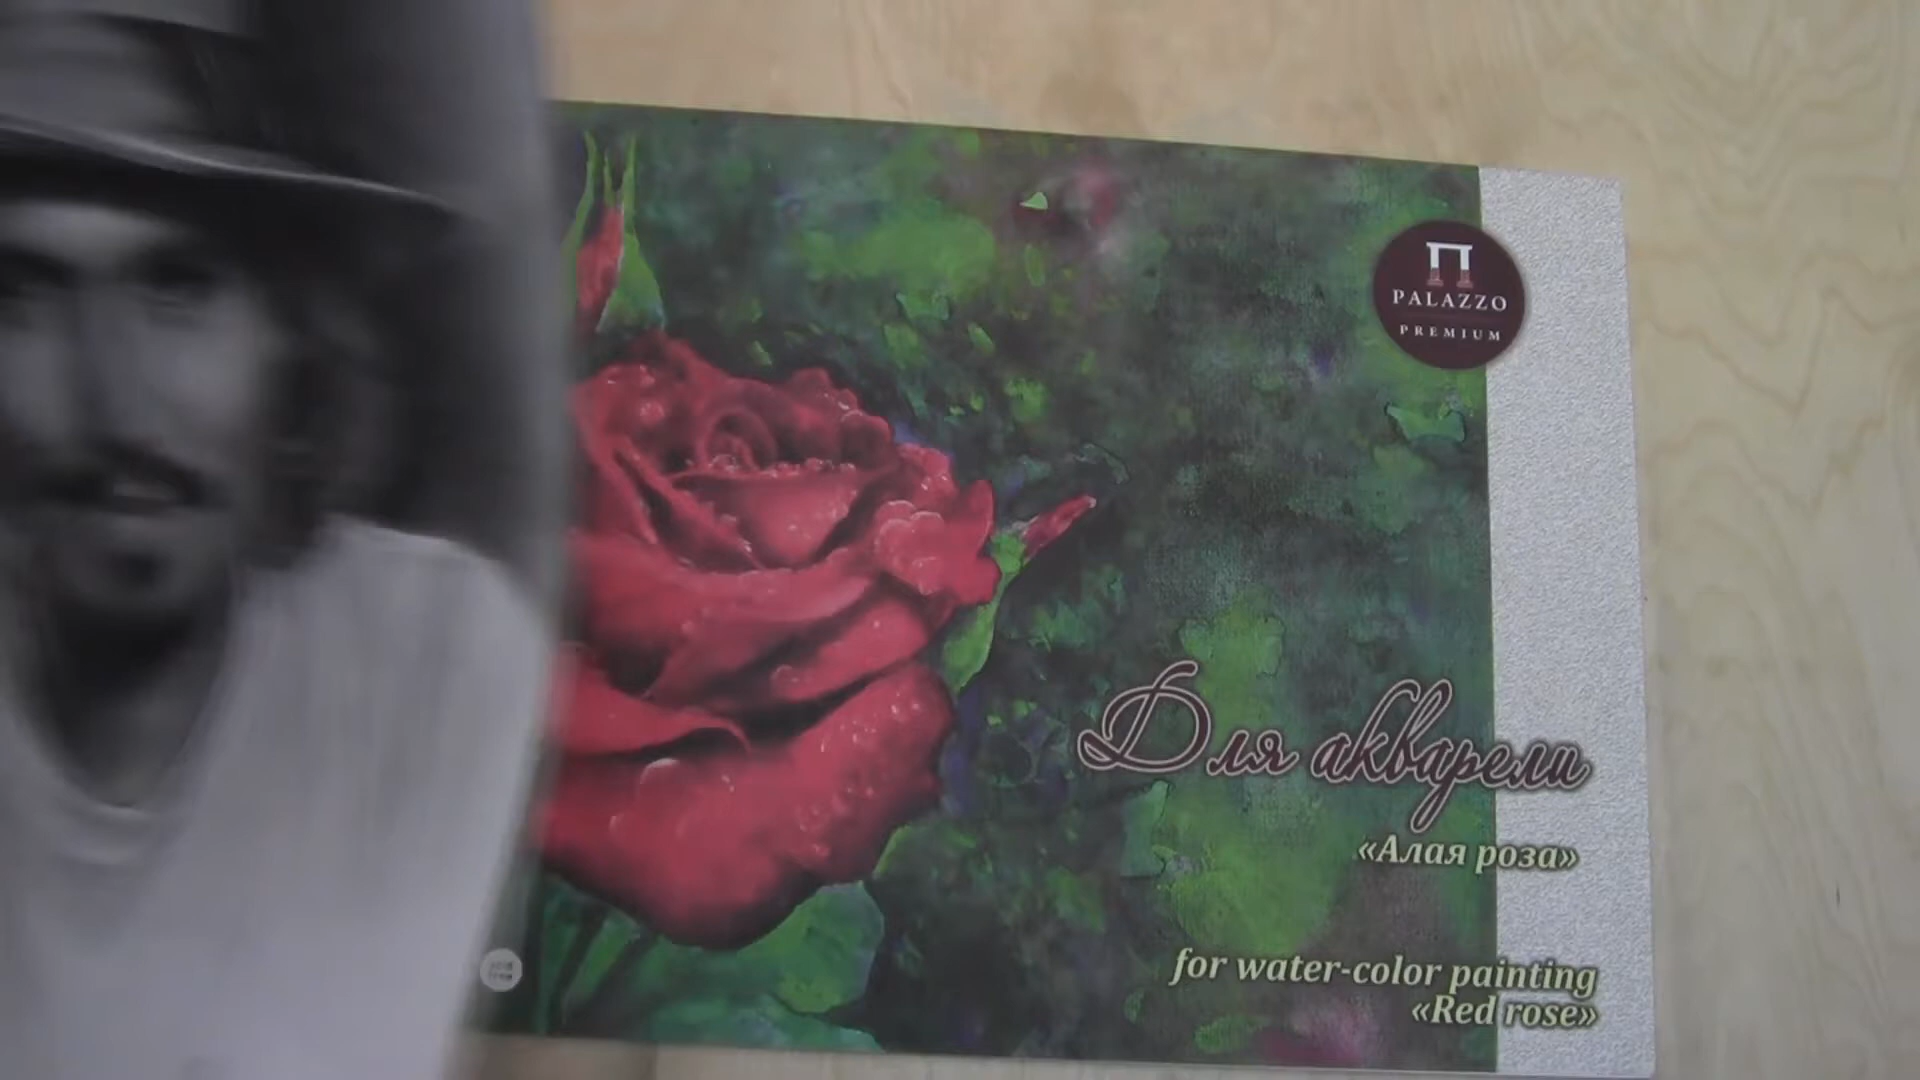 PALAZZO
PREMIUM
Для акварели
«Алая роза»
for water-color painting
«Red rose»